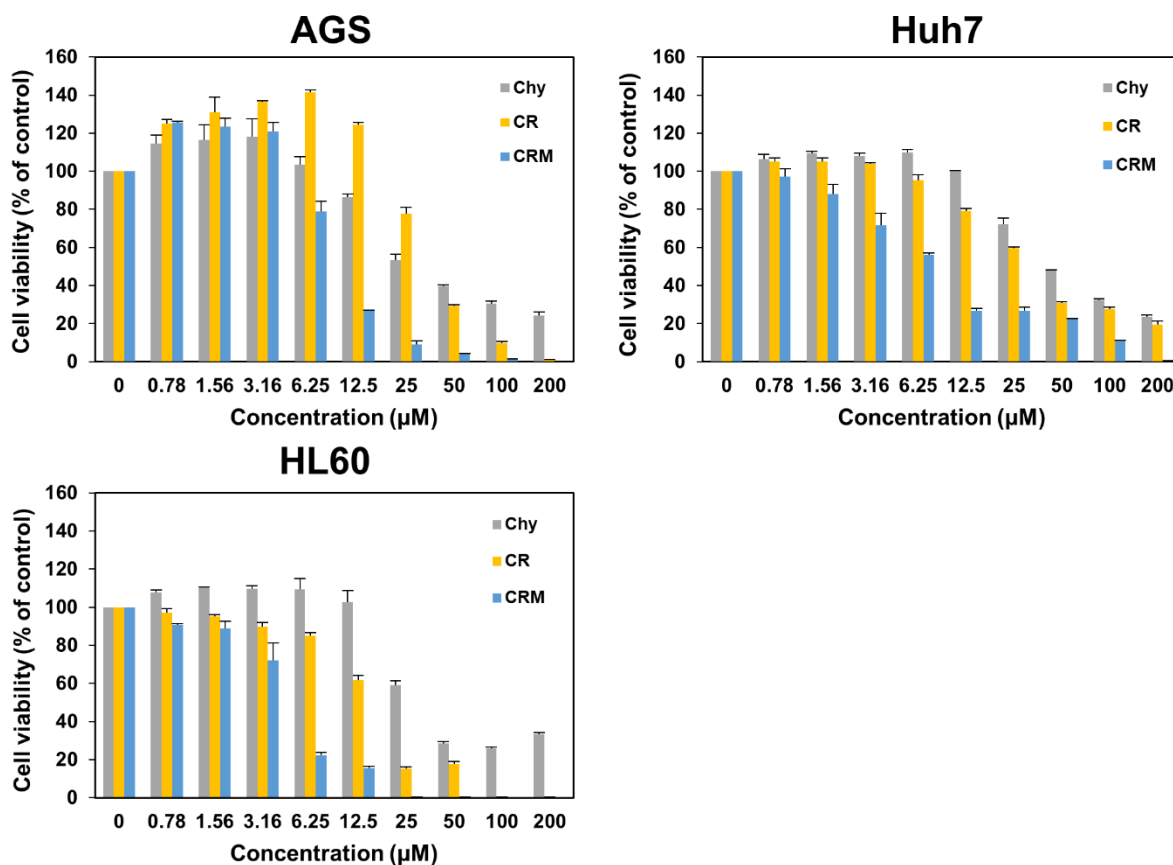 AGS
160
140
120
100
80
60
40
20
0
Cell viability (% of control)
Chy
CR
CRM
0 0.78 1.56 3.16 6.25 12.5 25 50 100 200
Concentration (μM)
Huh7
160
140
120
100
80
60
40
20
0
Cell viability (% of control)
Chy
CR
CRM
0 0.78 1.56 3.16 6.25 12.5 25 50 100 200
Concentration (μM)
HL60
160
140
120
100
80
60
40
20
0
Cell viability (% of control)
Chy
CR
CRM
0 0.78 1.56 3.16 6.25 12.5 25 50 100 200
Concentration (μM)